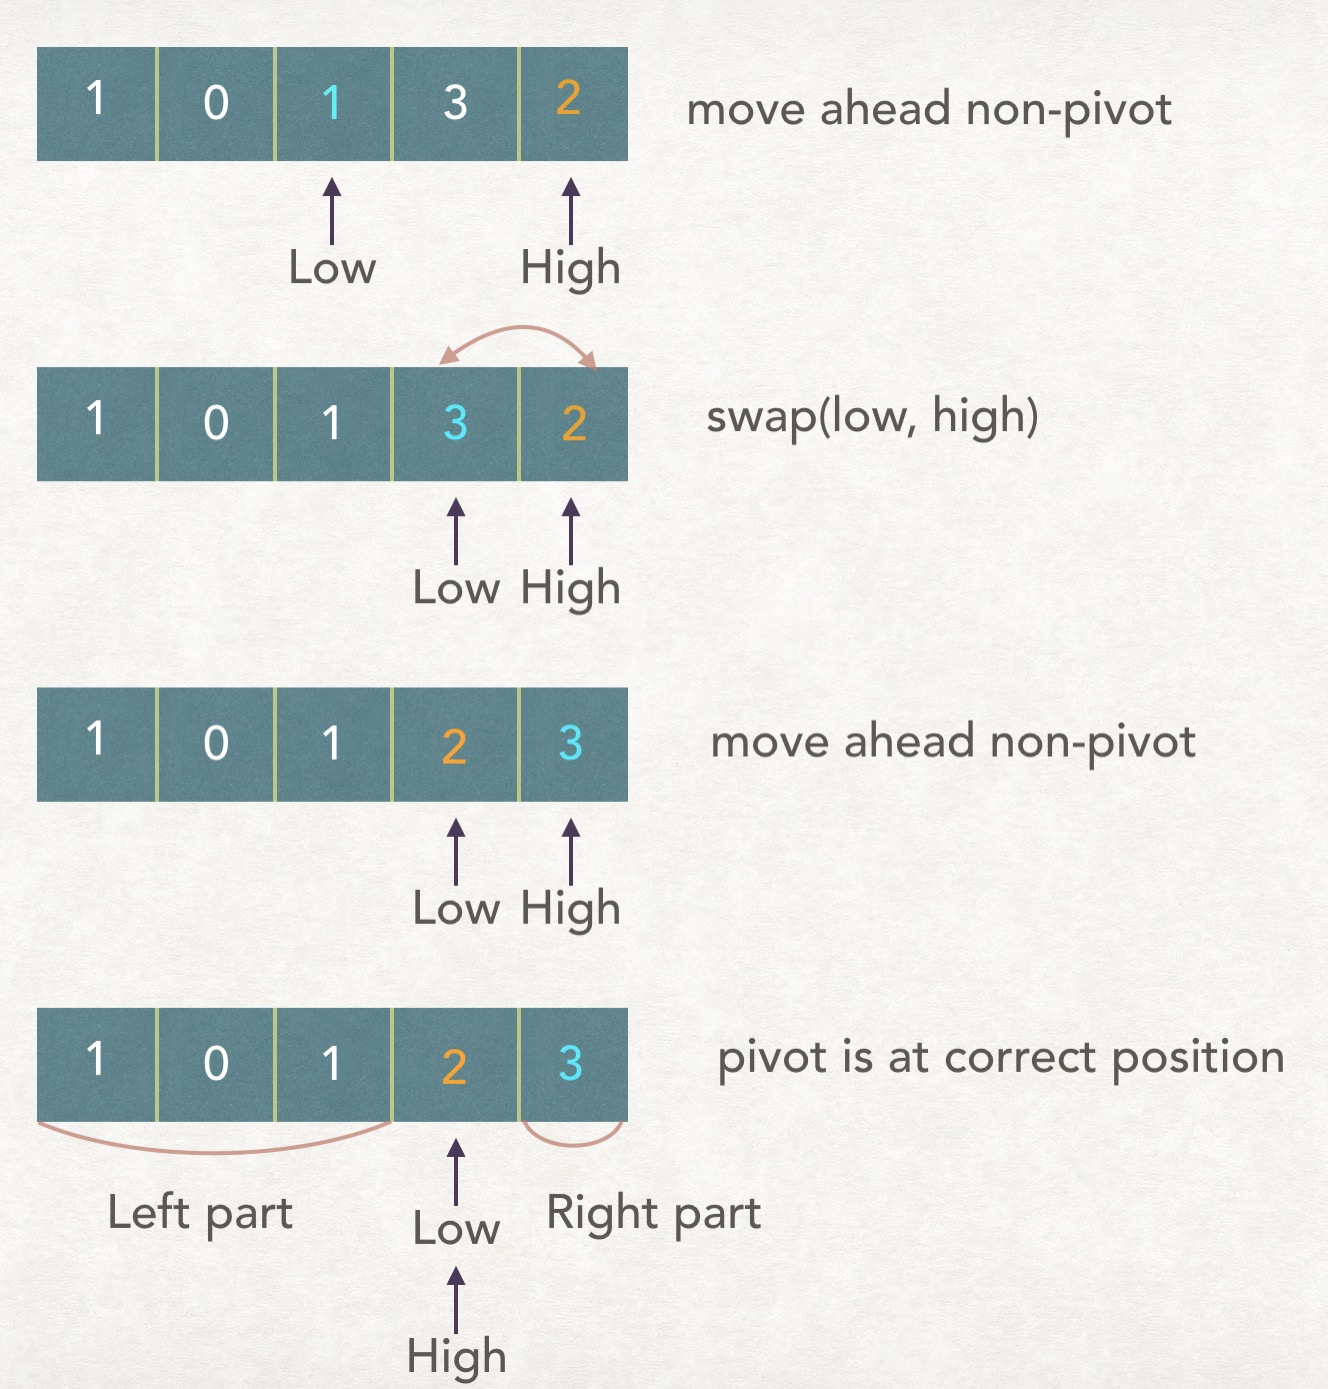 1 0 1 3 2 move ahead non-pivot
Low High
1 0 1 3 2 swap(low, high)
Low High
1 0 1 2 3 move ahead non-pivot
Low High
1 0 1 2 3 pivot is at correct position
Left part Low Right part
High